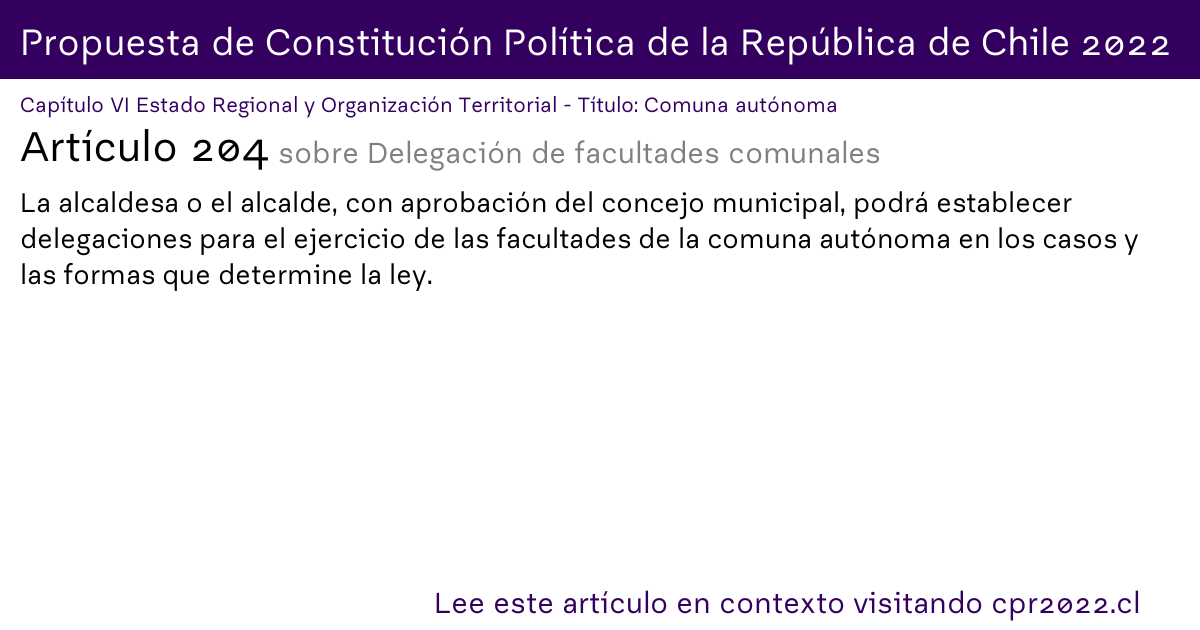 Propuesta de Constitución Política de la República de Chile 2022
Capítulo VI Estado Regional y Organización Territorial - Título: Comuna autónoma
Artículo 204 sobre Delegación de facultades comunales
La alcaldesa o el alcalde, con aprobación del concejo municipal, podrá establecer
delegaciones para el ejercicio de las facultades de la comuna autónoma en los casos y
las formas que determine la ley.
Lee este artículo en contexto visitando cpr2022.cl